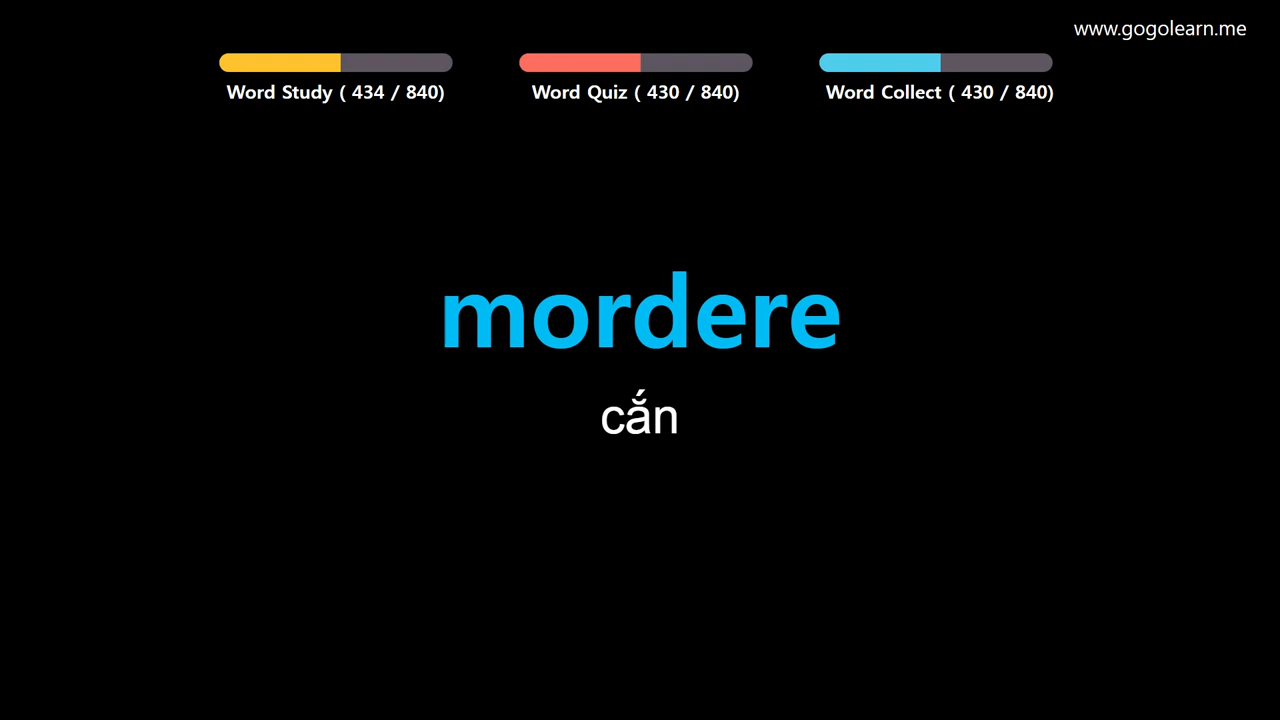 www.gogolearn.me
Word Study ( 434 / 840)
Word Quiz ( 430 / 840)
Word Collect ( 430 / 840)
mordere
cắn